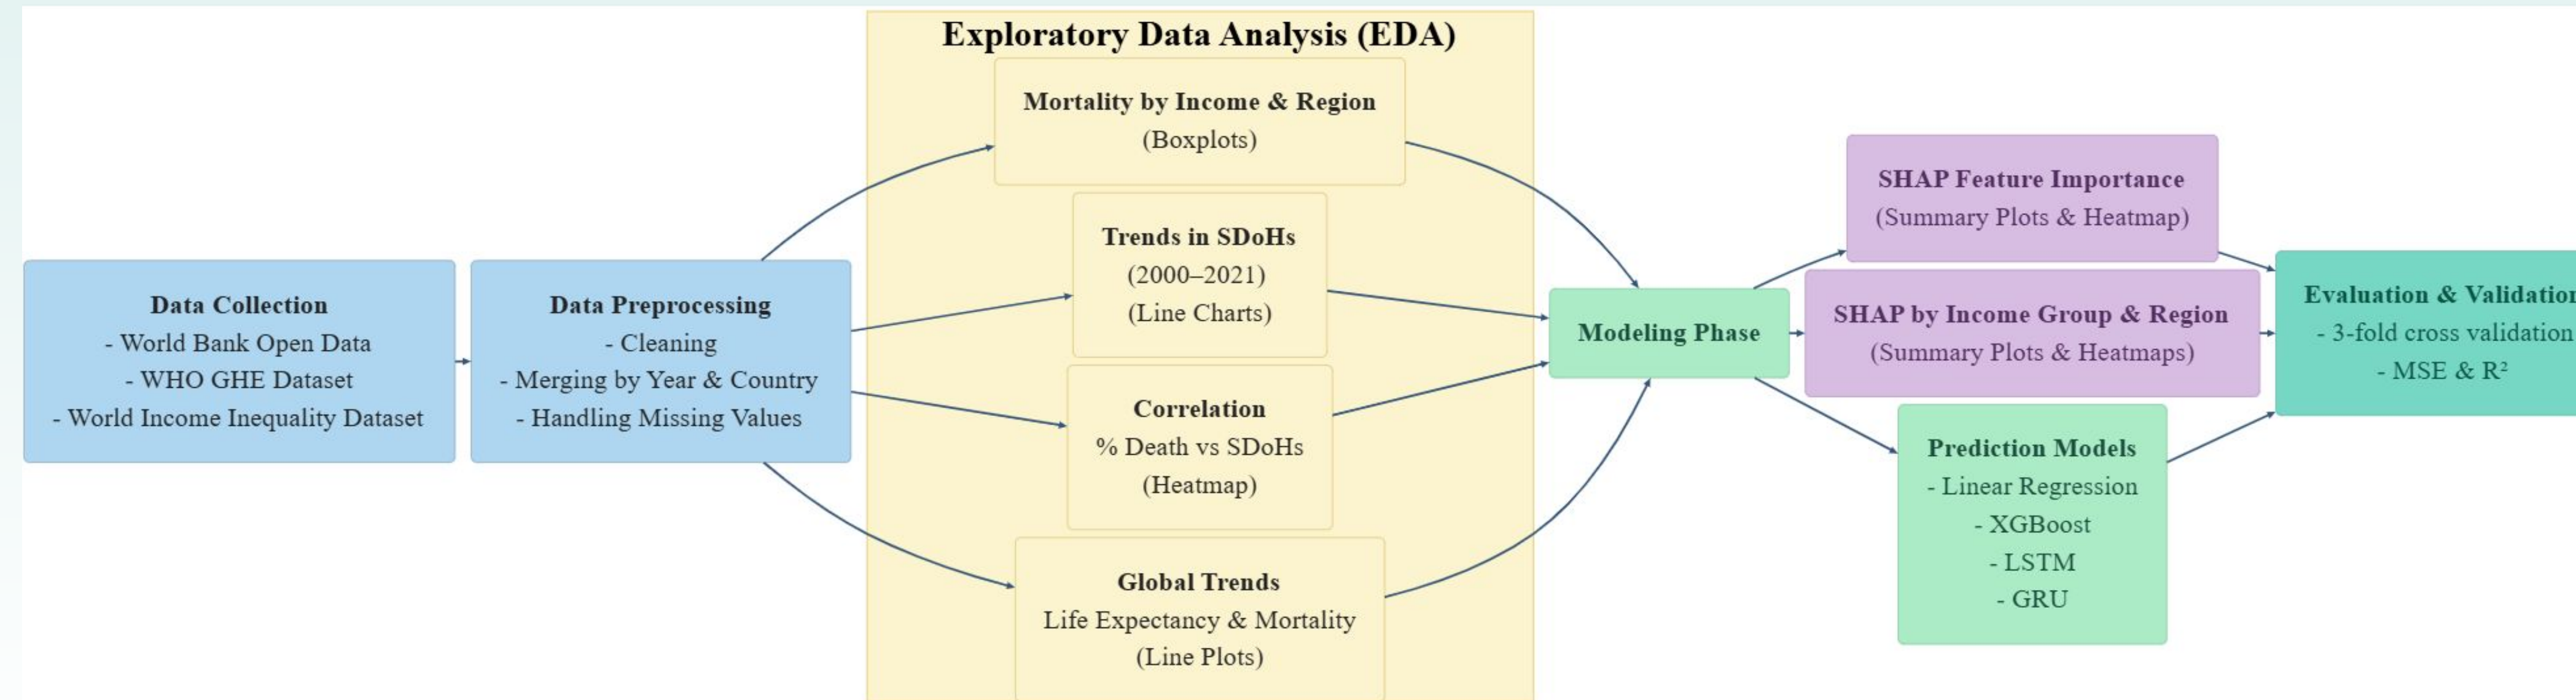 Exploratory Data Analysis (EDA)
Data Collection
- World Bank Open Data
- WHO GHE Dataset
- World Income Inequality Dataset
Data Preprocessing
- Cleaning
- Merging by Year & Country
- Handling Missing Values
Mortality by Income & Region
(Boxplots)
Trends in SDoHs
(2000–2021)
(Line Charts)
Correlation
% Death vs SDoHs
(Heatmap)
Global Trends
Life Expectancy & Mortality
(Line Plots)
Modeling Phase
SHAP Feature Importance
(Summary Plots & Heatmap)
SHAP by Income Group & Region
(Summary Plots & Heatmaps)
Prediction Models
- Linear Regression
- XGBoost
- LSTM
- GRU
Evaluation & Validation
- 3-fold cross validation
- MSE & R²